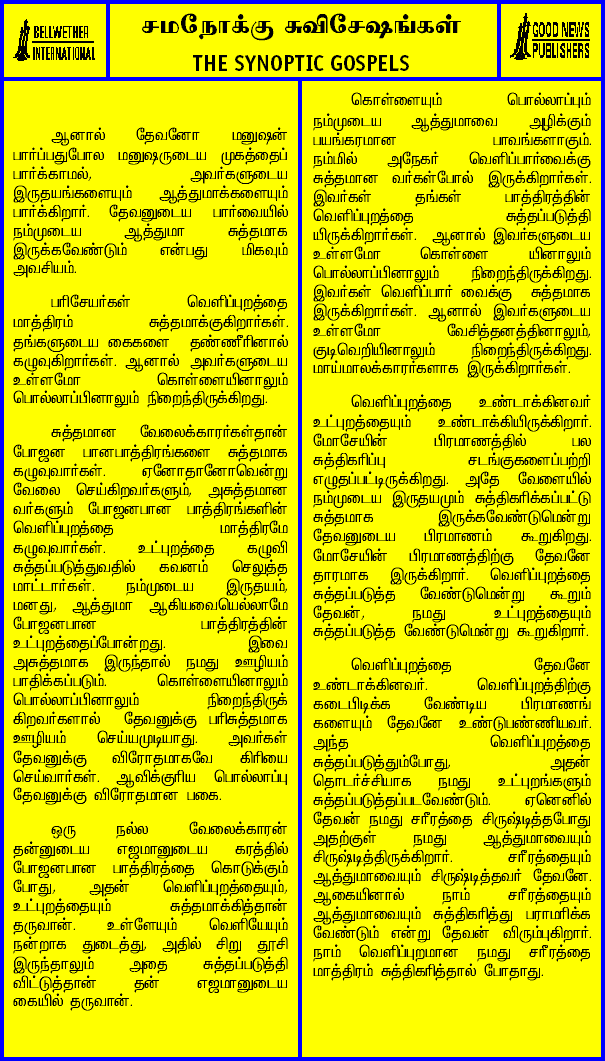 BELLWETHER
INTERNATIONAL
சமநோக்கு சுவிசேஷங்கள்
THE SYNOPTIC GOSPELS
GOOD NEWS
PUBLISHERS
ஆனால் தேவனோ மனுஷன்
பார்ப்பதுபோல மனுஷருடைய முகத்தைப்
பார்க்காமல், அவர்களுடைய
இருதயங்களையும் ஆத்துமாக்களையும்
பார்க்கிறார். தேவனுடைய பார்வையில்
நம்முடைய ஆத்துமா சுத்தமாக
இருக்கவேண்டும் என்பது மிகவும்
அவசியம்.
பரிசேயர்கள் வெளிப்புறத்தை
மாத்திரம் சுத்தமாக்குகிறார்கள்.
தங்களுடைய கைகளை தண்ணீரினால்
கழுவுகிறார்கள். ஆனால் அவர்களுடைய
உள்ளமோ கொள்ளையினாலும்
பொல்லாப்பினாலும் நிறைந்திருக்கிறது.
சுத்தமான வேலைக்காரர்கள்தான்
போஜன பானபாத்திரங்களை சுத்தமாக
கழுவுவார்கள். ஏனோதானோவென்று
வேலை செய்கிறவர்களும், அசுத்தமான
வர்களும் போஜனபான பாத்திரங்களின்
வெளிப்புறத்தை மாத்திரமே
கழுவுவார்கள். உட்புறத்தை கழுவி
சுத்தப்படுத்துவதில் கவனம் செலுத்த
மாட்டார்கள். நம்முடைய இருதயம்,
மனது, ஆத்துமா ஆகியவையெல்லாமே
போஜனபான பாத்திரத்தின்
உட்புறத்தைப்போன்றது. இவை
அசுத்தமாக இருந்தால் நமது ஊழியம்
பாதிக்கப்படும். கொள்ளையினாலும்
பொல்லாப்பினாலும் நிறைந்திருக்
கிறவர்களால் தேவனுக்கு பரிசுத்தமாக
ஊழியம் செய்யமுடியாது. அவர்கள்
தேவனுக்கு விரோதமாகவே கிரியை
செய்வார்கள். ஆவிக்குரிய பொல்லாப்பு
தேவனுக்கு விரோதமான பகை.
ஒரு நல்ல வேலைக்காரன்
தன்னுடைய எஜமானுடைய கரத்தில்
போஜனபான பாத்திரத்தை கொடுக்கும்
போது, அதன் வெளிப்புறத்தையும்,
உட்புறத்தையும் சுத்தமாக்கித்தான்
தருவான். உள்ளேயும் வெளியேயும்
நன்றாக துடைத்து, அதில் சிறு தூசி
இருந்தாலும் அதை சுத்தப்படுத்தி
விட்டுத்தான் தன் எஜமானுடைய
கையில் தருவான்.
கொள்ளையும் பொல்லாப்பும்
நம்முடைய ஆத்துமாவை அழிக்கும்
பயங்கரமான பாவங்களாகும்.
நம்மில் அநேகர் வெளிப்பார்வைக்கு
சுத்தமான வர்கள்போல் இருக்கிறார்கள்.
இவர்கள் தங்கள் பாத்திரத்தின்
வெளிப்புறத்தை சுத்தப்படுத்தி
யிருக்கிறார்கள். ஆனால் இவர்களுடைய
உள்ளமோ கொள்ளை யினாலும்
பொல்லாப்பினாலும் நிறைந்திருக்கிறது.
இவர்கள் வெளிப்பார் வைக்கு சுத்தமாக
இருக்கிறார்கள். ஆனால் இவர்களுடைய
உள்ளமோ வேசித்தனத்தினாலும்,
குடிவெறியினாலும் நிறைந்திருக்கிறது.
மாய்மாலக்காரர்களாக இருக்கிறார்கள்.
வெளிப்புறத்தை உண்டாக்கினவர்
உட்புறத்தையும் உண்டாக்கியிருக்கிறார்.
மோசேயின் பிரமாணத்தில் பல
சுத்திகரிப்பு சடங்குகளைப்பற்றி
எழுதப்பட்டிருக்கிறது. அதே வேளையில்
நம்முடைய இருதயமும் சுத்திகரிக்கப்பட்டு
சுத்தமாக இருக்கவேண்டுமென்று
தேவனுடைய பிரமாணம் கூறுகிறது.
மோசேயின் பிரமாணத்திற்கு தேவனே
தாரமாக இருக்கிறார். வெளிப்புறத்தை
சுத்தப்படுத்த வேண்டுமென்று கூறும்
தேவன், நமது உட்புறத்தையும்
சுத்தப்படுத்த வேண்டுமென்று கூறுகிறார்.
வெளிப்புறத்தை தேவனே
உண்டாக்கினவர். வெளிப்புறத்திற்கு
கடைபிடிக்க வேண்டிய பிரமாணங்
களையும் தேவனே உண்டுபண்ணியவர்.
அந்த வெளிப்புறத்தை
சுத்தப்படுத்தும்போது, அதன்
தொடர்ச்சியாக நமது உட்புறங்களும்
சுத்தப்படுத்தப்படவேண்டும். ஏனெனில்
தேவன் நமது சரீரத்தை சிருஷ்டித்தபோது
அதற்குள் நமது ஆத்துமாவையும்
சிருஷ்டித்திருக்கிறார். சரீரத்தையும்
ஆத்துமாவையும் சிருஷ்டித்தவர் தேவனே.
ஆகையினால் நாம் சரீரத்தையும்
ஆத்துமாவையும் சுத்திகரித்து பராமரிக்க
வேண்டும் என்று தேவன் விரும்புகிறார்.
நாம் வெளிப்புறமான நமது சரீரத்தை
மாத்திரம் சுத்திகரித்தால் போதாது.